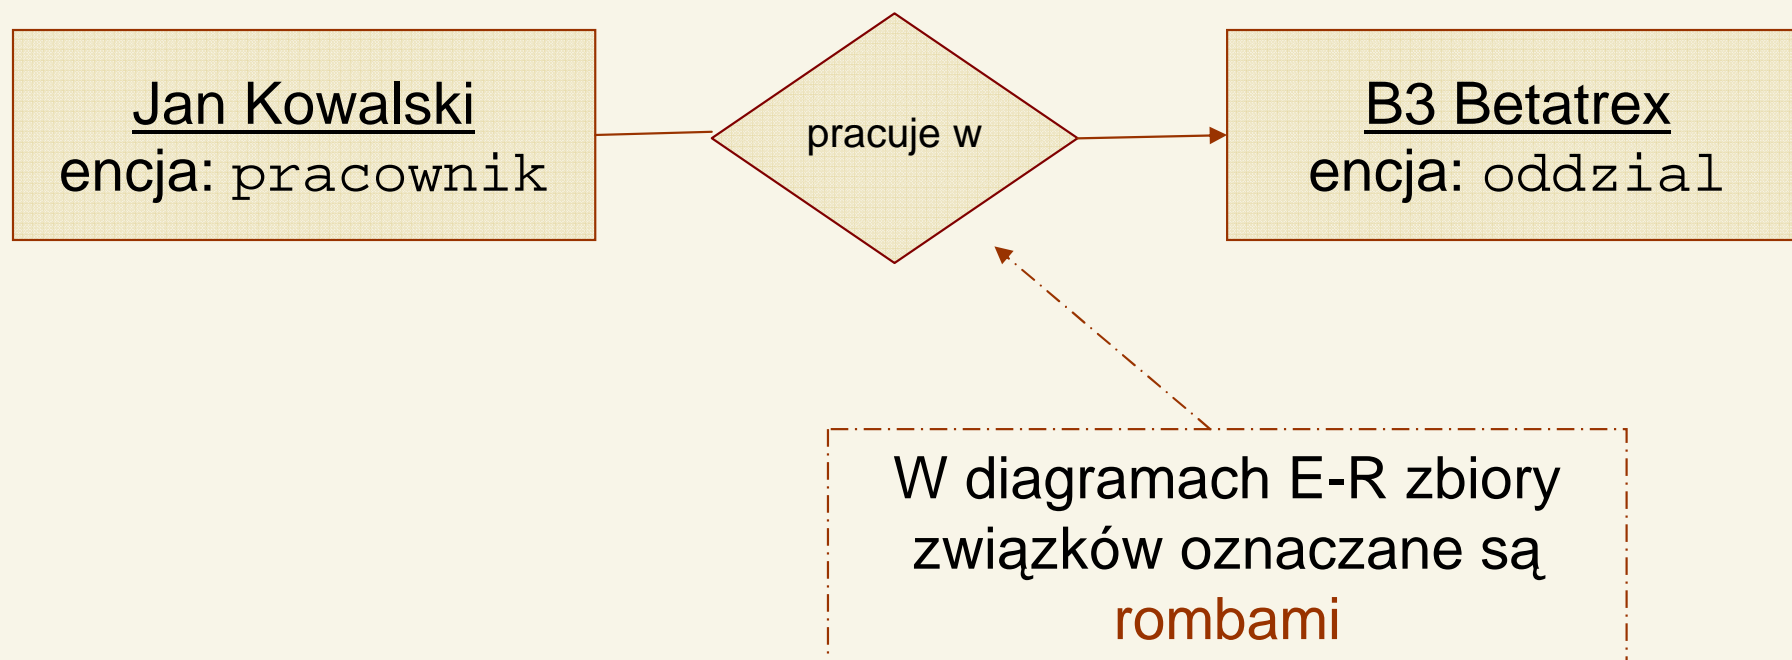 Jan Kowalski
encja: pracownik
pracuje w
B3 Betatrex
encja: oddzial
W diagramach E-R zbiory
związków oznaczane są
rombami